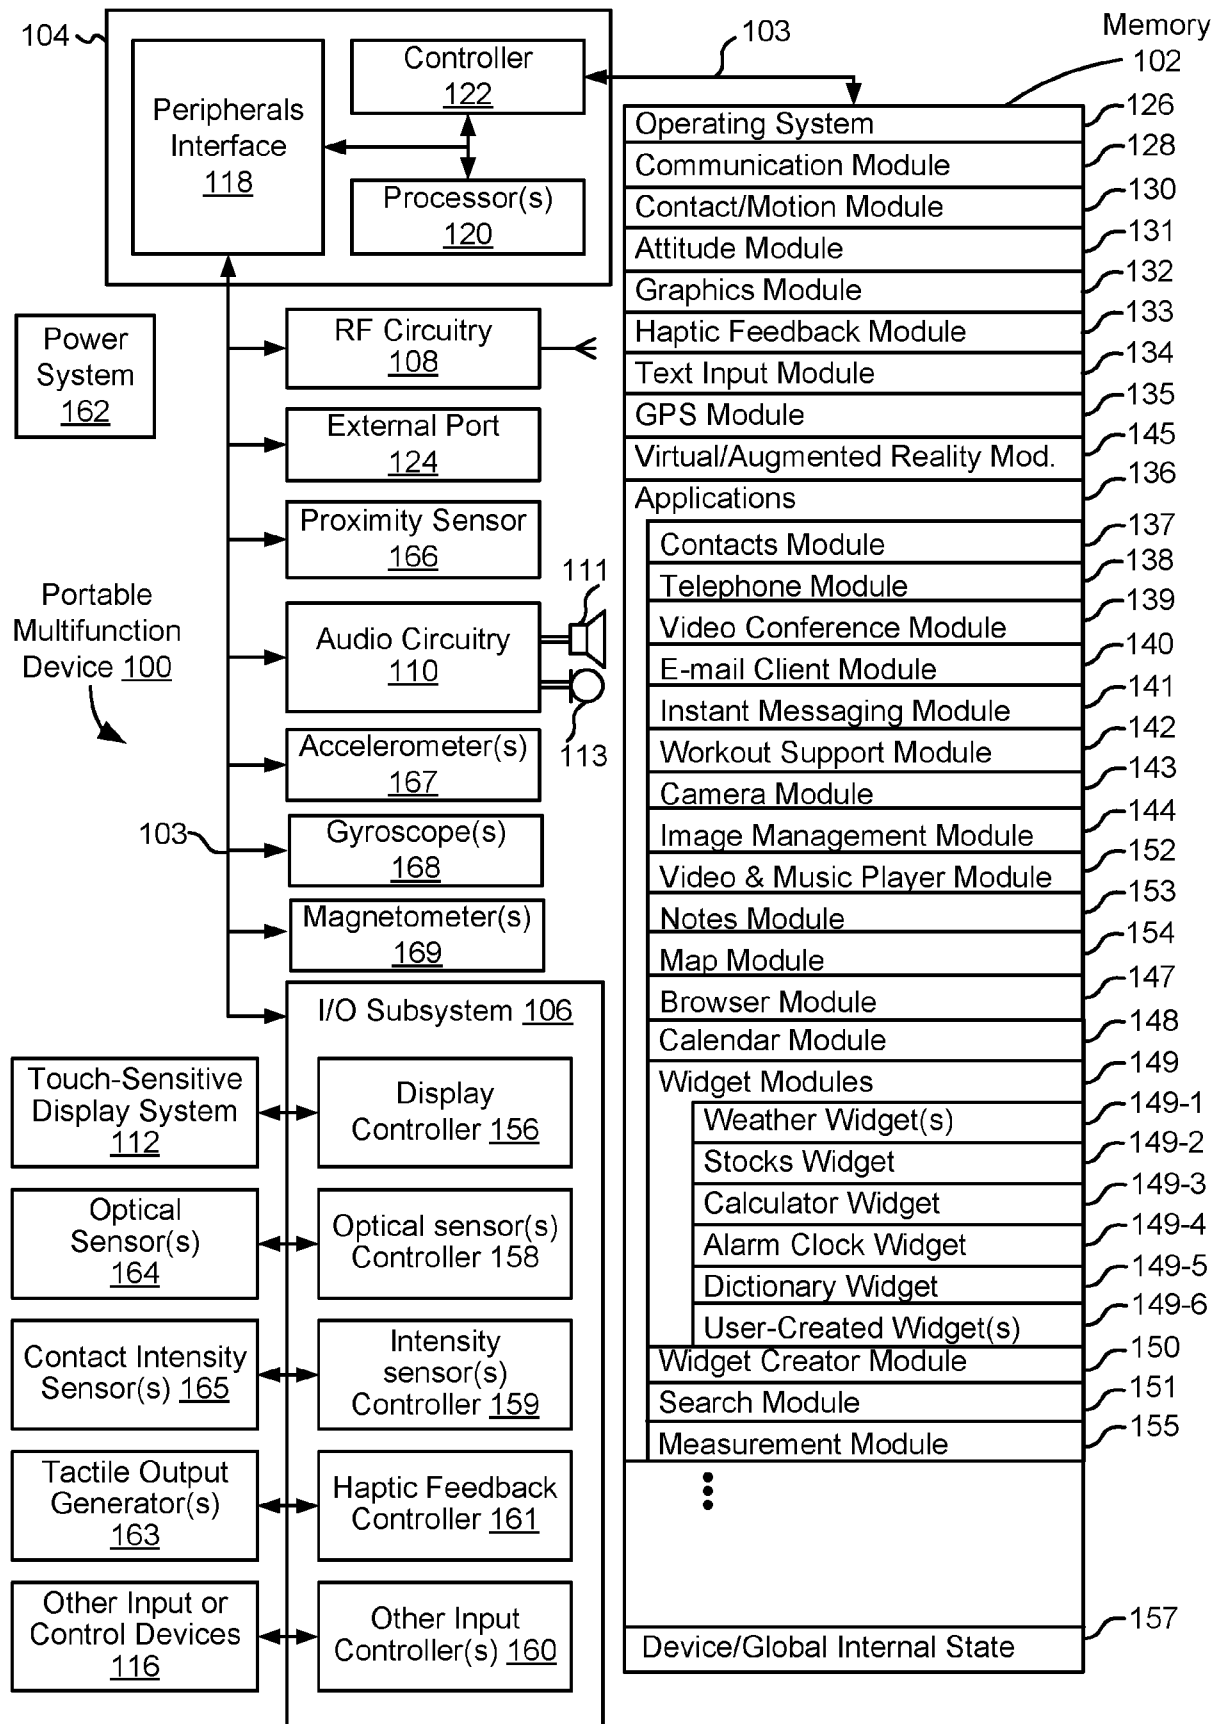 104
Peripherals
Interface
118
Controller
122
Processor(s)
120
103
Memory
102
Power
System
162
RF Circuitry
108
External Port
124
Proximity Sensor
166
Portable
Multifunction
Device 100
Audio Circuitry
110
111
113
Accelerometer(s)
167
103
Gyroscope(s)
168
Magnetometer(s)
169
I/O Subsystem 106
Touch-Sensitive
Display System
112
Display
Controller 156
Optical
Sensor(s)
164
Optical sensor(s)
Controller 158
Contact Intensity
Sensor(s) 165
Intensity
sensor(s)
Controller 159
Tactile Output
Generator(s)
163
Haptic Feedback
Controller 161
Other Input or
Control Devices
116
Other Input
Controller(s) 160
Operating System 126
Communication Module 128
Contact/Motion Module 130
Attitude Module 131
Graphics Module 132
Haptic Feedback Module 133
Text Input Module 134
GPS Module 135
Virtual/Augmented Reality Mod. 145
Applications 136
Contacts Module 137
Telephone Module 138
Video Conference Module 139
E-mail Client Module 140
Instant Messaging Module 141
Workout Support Module 142
Camera Module 143
Image Management Module 144
Video & Music Player Module 152
Notes Module 153
Map Module 154
Browser Module 147
Calendar Module 148
Widget Modules 149
Weather Widget(s) 149-1
Stocks Widget 149-2
Calculator Widget 149-3
Alarm Clock Widget 149-4
Dictionary Widget 149-5
User-Created Widget(s) 149-6
Widget Creator Module 150
Search Module 151
Measurement Module 155
Device/Global Internal State 157